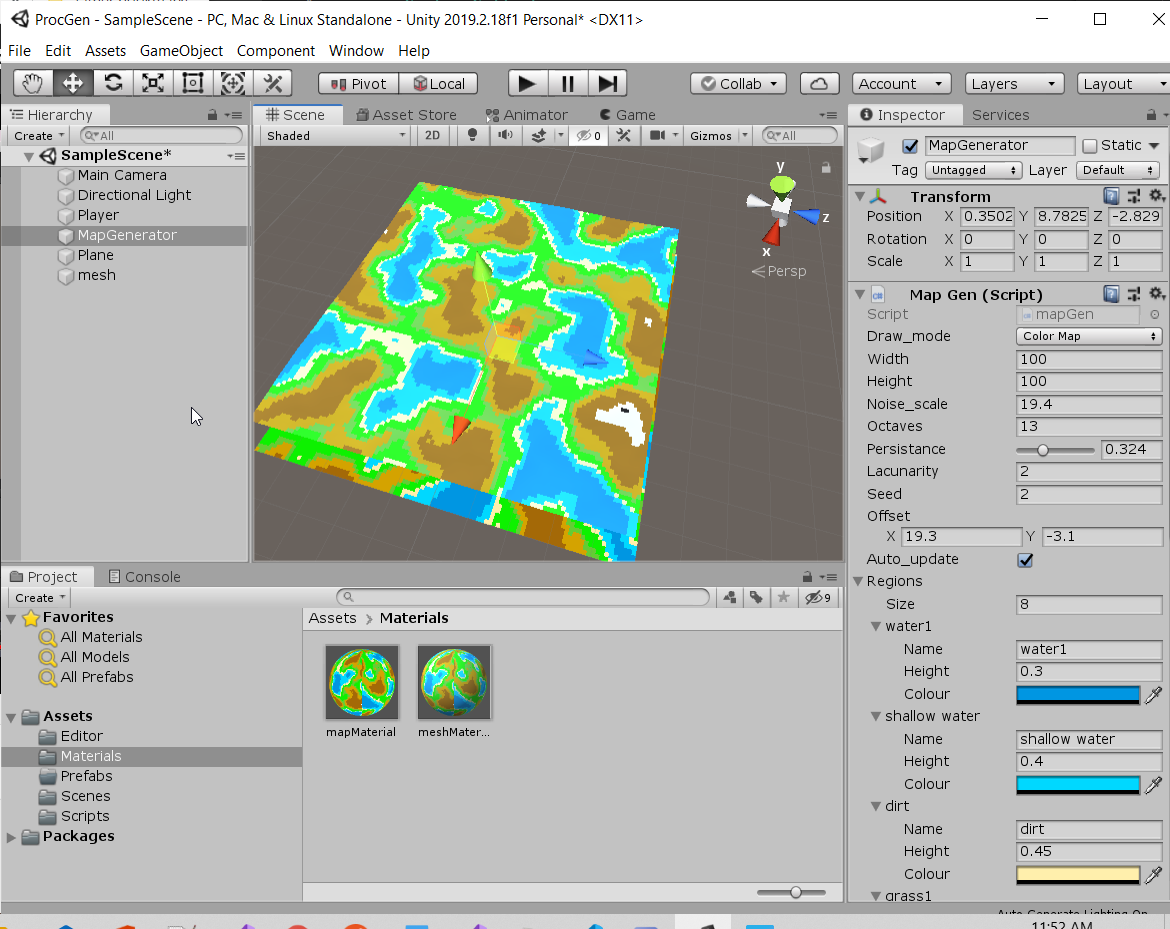 ProcGen - SampleScene - PC, Mac & Linux Standalone - Unity 2019.2.18f1 Personal* <DX11>
File Edit Assets GameObject Component Window Help
Pivot Local Collab Account Layers Layout
Hierarchy
Create All
SampleScene*
Main Camera
Directional Light
Player
MapGenerator
Plane
mesh
Scene Asset Store Animator Game
Shaded 2D 0 Gizmos All
y
z
x
Persp
Inspector Services
MapGenerator Static
Tag Untagged Layer Default
Transform
Position X 0.3502 Y 8.7825 Z -2.829
Rotation X 0 Y 0 Z 0
Scale X 1 Y 1 Z 1
Map Gen (Script)
Script mapGen
Draw_mode Color Map
Width 100
Height 100
Noise_scale 19.4
Octaves 13
Persistance 0.324
Lacunarity 2
Seed 2
Offset
X 19.3 Y -3.1
Auto_update
Regions
Size 8
water1
Name water1
Height 0.3
Colour
shallow water
Name shallow water
Height 0.4
Colour
dirt
Name dirt
Height 0.45
Colour
grass1
Project Console
Create 9
Favorites
All Materials
All Models
All Prefabs
Assets
Editor
Materials
Prefabs
Scenes
Scripts
Packages
Assets > Materials
mapMaterial meshMater...
Auto Generate Lighting On
11:52 AM